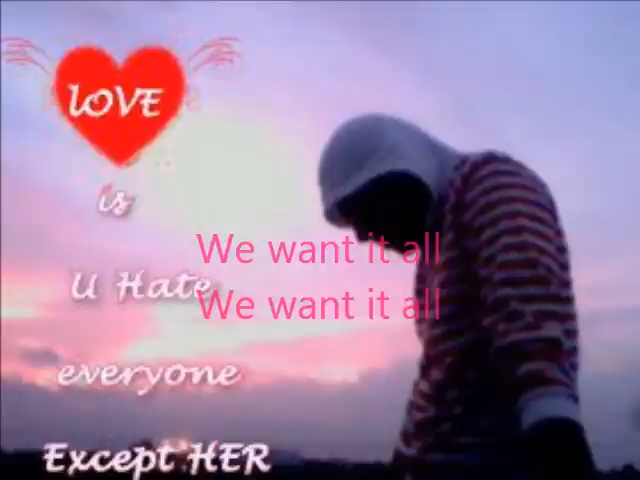 lOVE
is
We want it all
U Hate
We want it all
everyone
Except HER